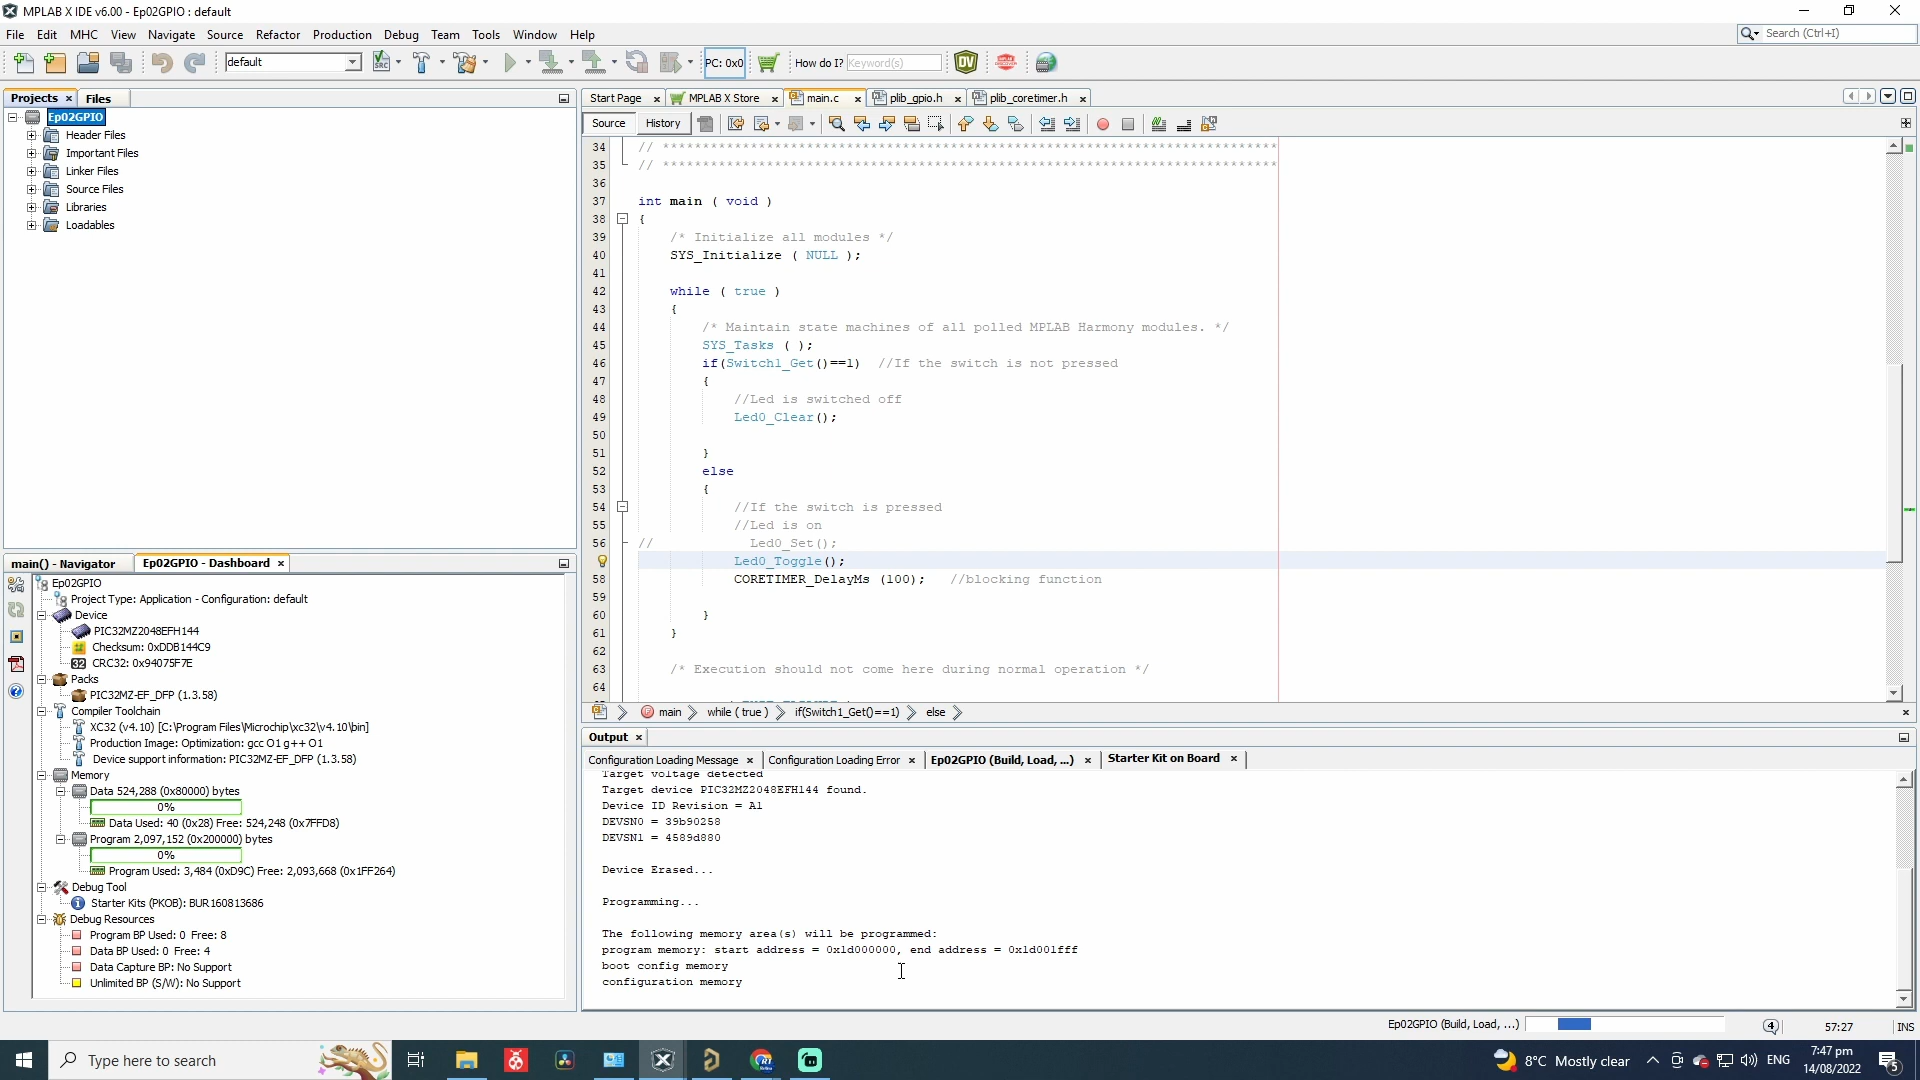 MPLAB X IDE v6.00 - Ep02GPIO : default
File Edit MHC View Navigate Source Refactor Production Debug Team Tools Window Help
Search (Ctrl+I)
default
PC: 0x0
How do I? Keyword(s)
Projects Files
Start Page MPLAB X Store main.c plib_gpio.h plib_coretimer.h
Source History
Ep02GPIO
Header Files
Important Files
Linker Files
Source Files
Libraries
Loadables
34 // *****************************************************************************
35 // *****************************************************************************
36
37 int main ( void )
38 {
39 /* Initialize all modules */
40 SYS_Initialize ( NULL );
41
42 while ( true )
43 {
44 /* Maintain state machines of all polled MPLAB Harmony modules. */
45 SYS_Tasks ( );
46 if(Switch1_Get()==1) //If the switch is not pressed
47 {
48 //Led is switched off
49 Led0_Clear();
50
51 }
52 else
53 {
54 //If the switch is pressed
55 //Led is on
56 // Led0_Set();
Led0_Toggle();
58 CORETIMER_DelayMs (100); //blocking function
59
60 }
61 }
62
63 /* Execution should not come here during normal operation */
64
main while ( true ) if(Switch1_Get()==1) else
main() - Navigator Ep02GPIO - Dashboard
Ep02GPIO
Project Type: Application - Configuration: default
Device
PIC32MZ2048EFH144
Checksum: 0xDDB144C9
CRC32: 0x94075F7E
Packs
PIC32MZ-EF_DFP (1.3.58)
Compiler Toolchain
XC32 (v4.10) [C:\Program Files\Microchip\xc32\v4.10\bin]
Production Image: Optimization: gcc O1 g++ O1
Device support information: PIC32MZ-EF_DFP (1.3.58)
Memory
Data 524,288 (0x80000) bytes
0%
Data Used: 40 (0x28) Free: 524,248 (0x7FFD8)
Program 2,097,152 (0x200000) bytes
0%
Program Used: 3,484 (0xD9C) Free: 2,093,668 (0x1FF264)
Debug Tool
Starter Kits (PKOB): BUR160813686
Debug Resources
Program BP Used: 0 Free: 8
Data BP Used: 0 Free: 4
Data Capture BP: No Support
Unlimited BP (S/W): No Support
Output
Configuration Loading Message Configuration Loading Error Ep02GPIO (Build, Load, ...) Starter Kit on Board
Target voltage detected
Target device PIC32MZ2048EFH144 found.
Device ID Revision = A1
DEVSN0 = 39b90258
DEVSN1 = 4589d880
Device Erased...
Programming...
The following memory area(s) will be programmed:
program memory: start address = 0x1d000000, end address = 0x1d001fff
boot config memory
configuration memory
Ep02GPIO (Build, Load, ...) 4 57:27 INS
Type here to search
8°C Mostly clear ENG 7:47 pm
14/08/2022
5